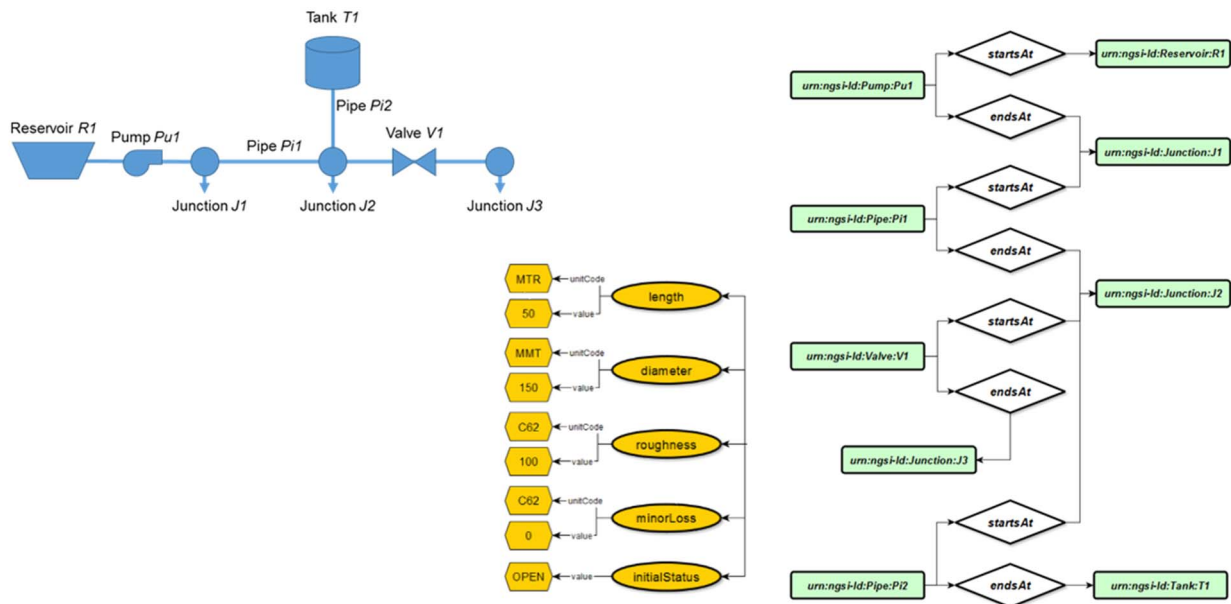 Tank T1
Pipe Pi2
Reservoir R1
Pump Pu1
Pipe Pi1
Valve V1
Junction J1
Junction J2
Junction J3
MTR
unitCode
50
value
length
MMT
unitCode
150
value
diameter
C62
unitCode
100
value
roughness
C62
unitCode
0
value
minorLoss
OPEN
value
initialStatus
urn:ngsi-ld:Pump:Pu1
startsAt
urn:ngsi-ld:Reservoir:R1
endsAt
urn:ngsi-ld:Junction:J1
urn:ngsi-ld:Pipe:Pi1
startsAt
endsAt
urn:ngsi-ld:Junction:J2
urn:ngsi-ld:Valve:V1
startsAt
endsAt
urn:ngsi-ld:Junction:J3
urn:ngsi-ld:Pipe:Pi2
startsAt
endsAt
urn:ngsi-ld:Tank:T1